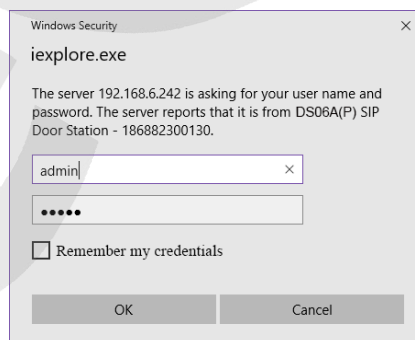 Windows Security
iexplore.exe
The server 192.168.6.242 is asking for your user name and
password. The server reports that it is from DS06A(P) SIP
Door Station - 186882300130.
admin
•••••
Remember my credentials
OK Cancel